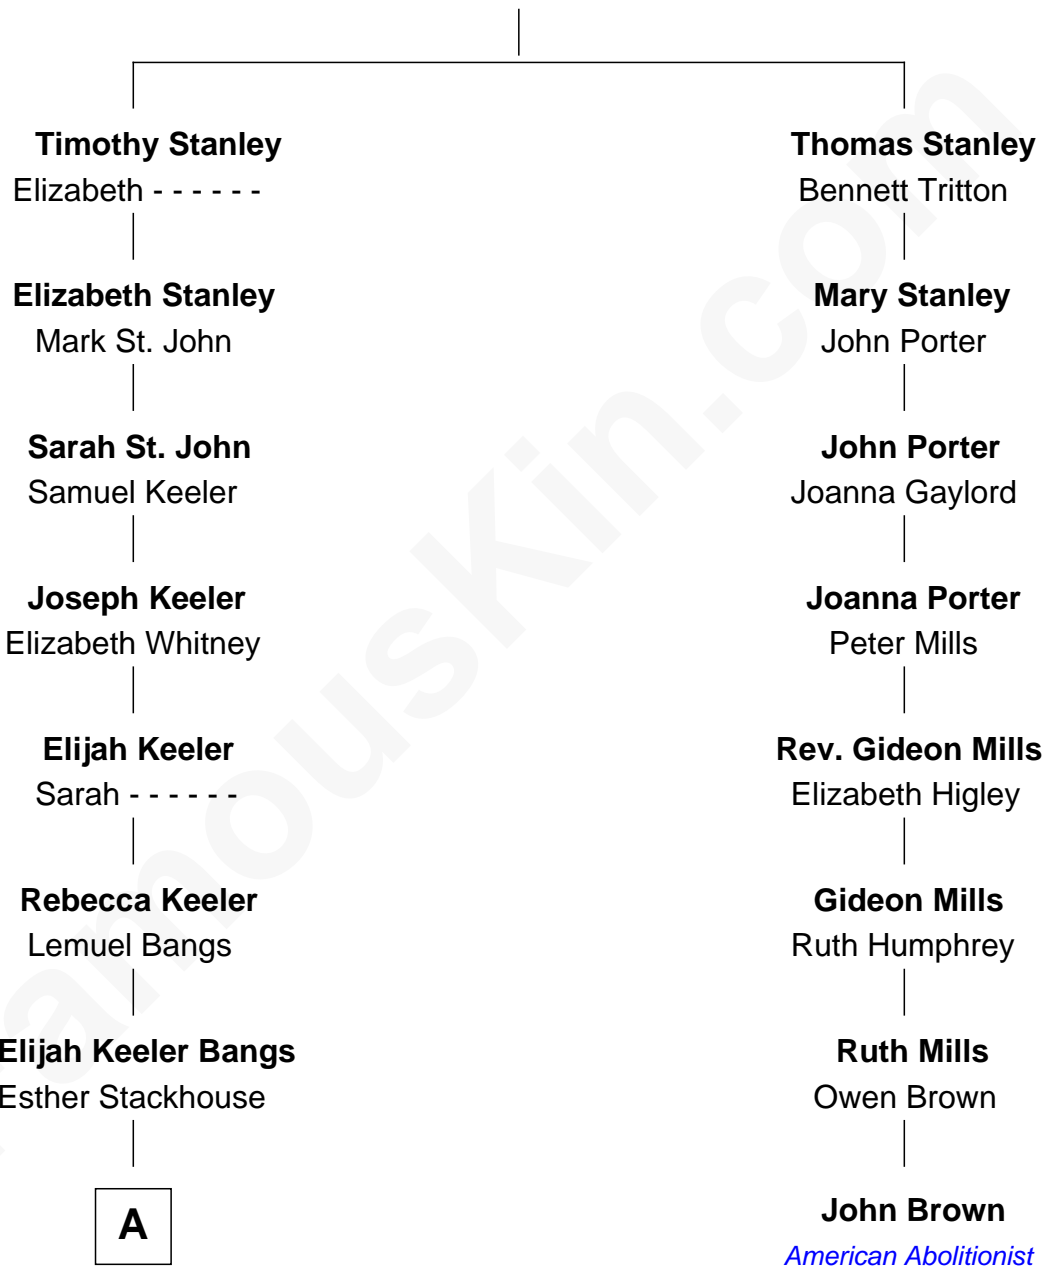 Timothy Stanley
Elizabeth - - - - - -
Elizabeth Stanley
Mark St. John
Sarah St. John
Samuel Keeler
Joseph Keeler
Elizabeth Whitney
Elijah Keeler
Sarah - - - - - -
Rebecca Keeler
Lemuel Bangs
Elijah Keeler Bangs
Esther Stackhouse
A
Thomas Stanley
Bennett Tritton
Mary Stanley
John Porter
John Porter
Joanna Gaylord
Joanna Porter
Peter Mills
Rev. Gideon Mills
Elizabeth Higley
Gideon Mills
Ruth Humphrey
Ruth Mills
Owen Brown
John Brown
American Abolitionist
FamousKin.com